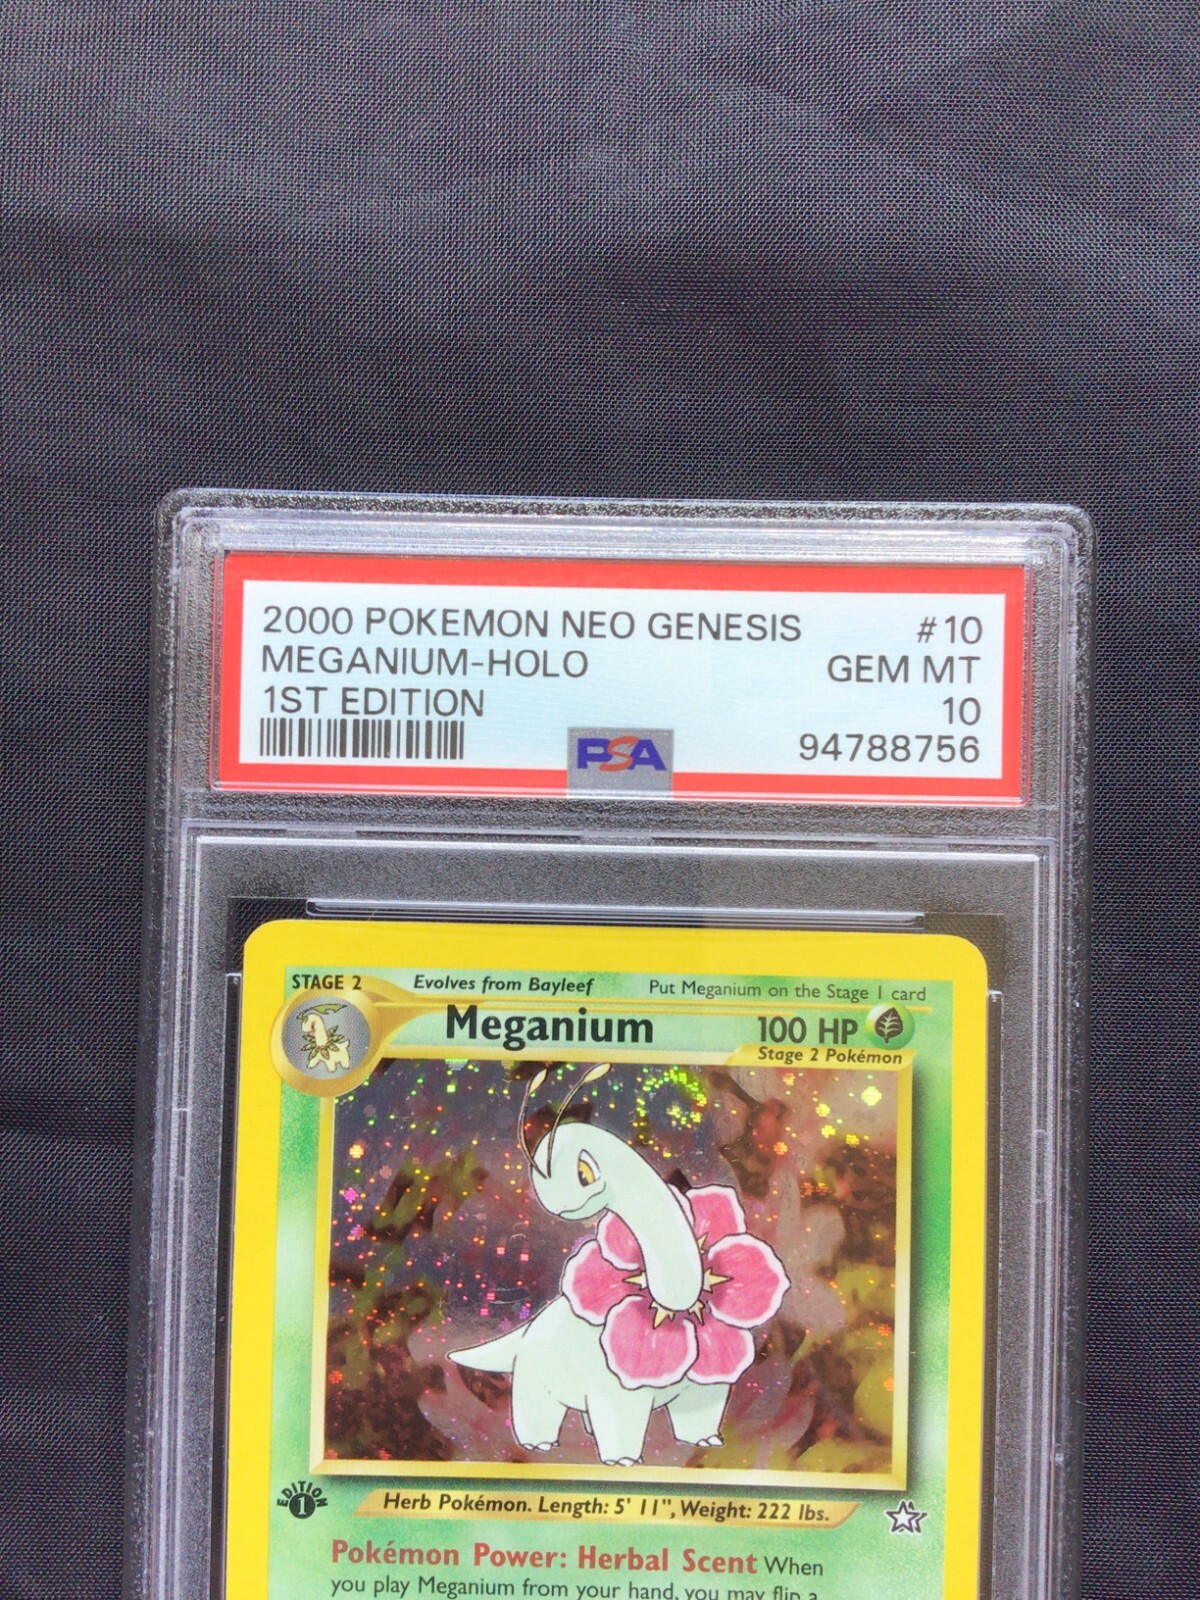 2000 POKEMON NEO GENESIS #10
MEGANIUM-HOLO GEM MT
1ST EDITION 10
PSA 94788756
STAGE 2 Evolves from Bayleef Put Meganium on the Stage 1 card
Meganium 100 HP
Stage 2 Pokémon
EDITION 1
Herb Pokémon. Length: 5' 11", Weight: 222 lbs.
Pokémon Power: Herbal Scent When
you play Meganium from your hand, you may flip a